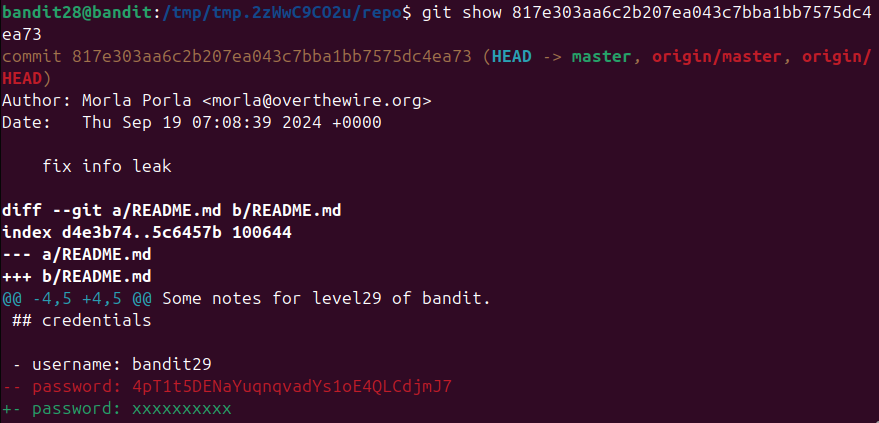 bandit28@bandit:/tmp/tmp.2zWwC9CO2u/repo$ git show 817e303aa6c2b207ea043c7bba1bb7575dc4
ea73
commit 817e303aa6c2b207ea043c7bba1bb7575dc4ea73 (HEAD -> master, origin/master, origin/
HEAD)
Author: Morla Porla <morla@overthewire.org>
Date:   Thu Sep 19 07:08:39 2024 +0000

    fix info leak

diff --git a/README.md b/README.md
index d4e3b74..5c6457b 100644
--- a/README.md
+++ b/README.md
@@ -4,5 +4,5 @@ Some notes for level29 of bandit.
 ## credentials

 - username: bandit29
-- password: 4pT1t5DENaYuqnqvadYs1oE4QLCdjmJ7
+- password: xxxxxxxxxx